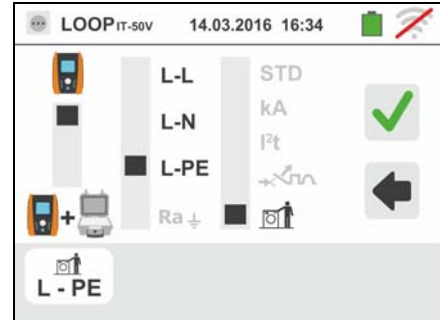 LOOP IT-50V 14.03.2016 16:34
L-L STD
L-N kA
I²t
L-PE
Ra
+
L - PE